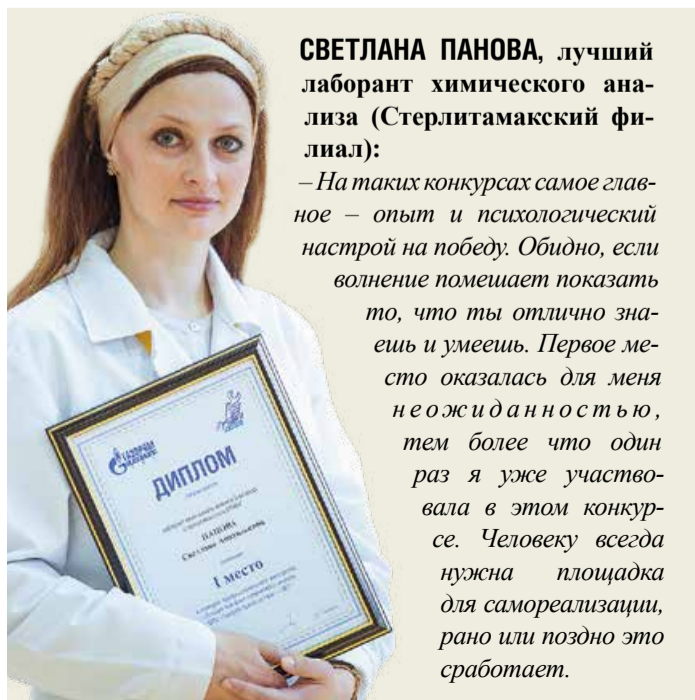 СВЕТЛАНА ПАНОВА, лучший
лаборант химического ана-
лиза (Стерлитамакский фи-
лиал):
– На таких конкурсах самое глав-
ное – опыт и психологический
настрой на победу. Обидно, если
волнение помешает показать
то, что ты отлично зна-
ешь и умеешь. Первое ме-
сто оказалась для меня
неожиданностью,
тем более что один
раз я уже участво-
вала в этом конкур-
се. Человеку всегда
нужна площадка
для самореализации,
рано или поздно это
сработает.
ДИПЛОМ
ПАНОВА
Светлана
I место